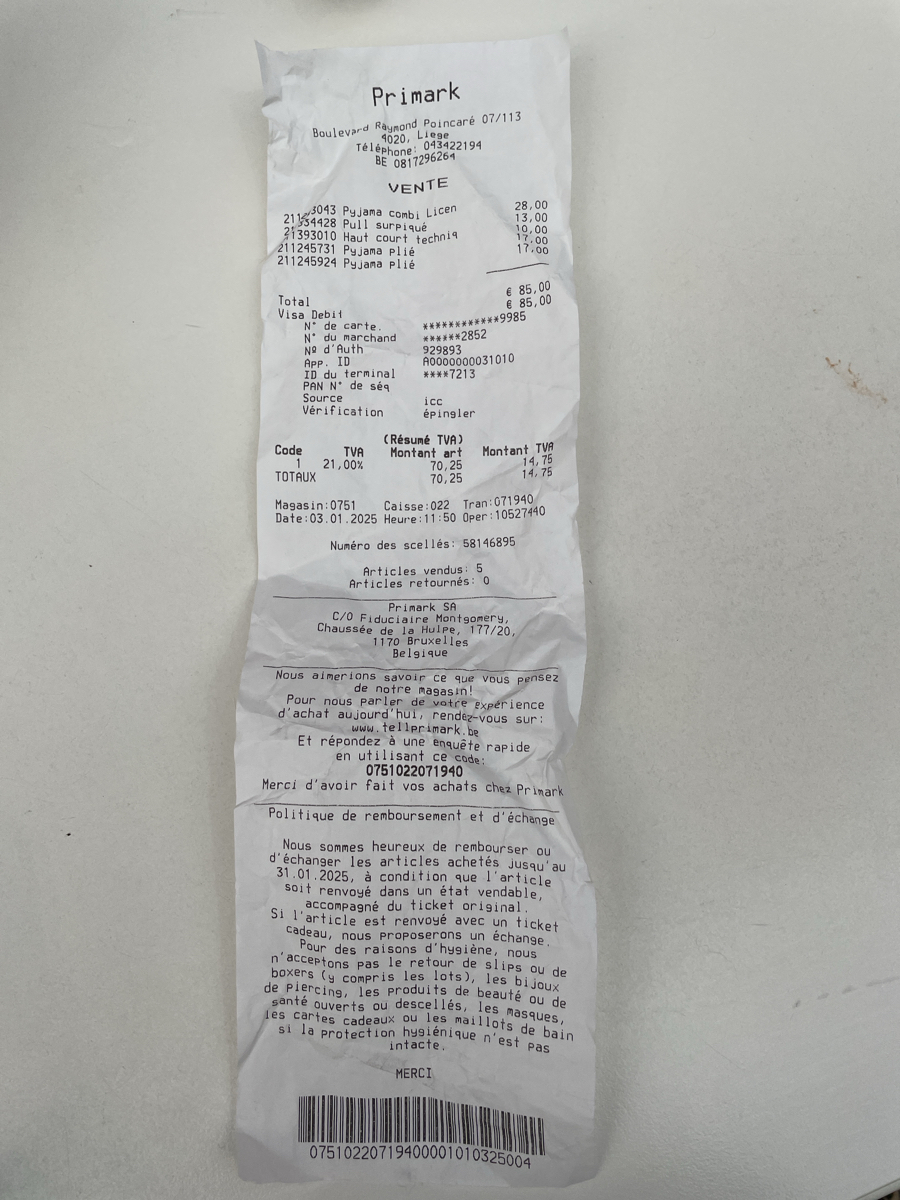 Primark
Boulevard Raymond Poincaré 07/113
4020, Liege
Téléphone: 043422194
BE 0817296264
VENTE
Pyjama combi Licen 28,00
Pull surpiqué 13,00
21393010 Haut court techniq 10,00
211245731 Pyjama plié 17,00
211245924 Pyjama plié 17,00
Total € 85,00
Visa Debit € 85,00
N° de carte. ************9985
N° du marchand ******2852
Nº d'Auth 929893
App. ID A0000000031010
ID du terminal ****7213
PAN N° de séq
Source icc
Vérification épingler
(Résumé TVA)
Code TVA Montant art Montant TVA
1 21,00% 70,25 14,75
TOTAUX 70,25 14,75
Magasin:0751 Caisse:022 Tran:071940
Date:03.01.2025 Heure:11:50 Oper:10527440
Numéro des scellés: 58146895
Articles vendus: 5
Articles retournés: 0
Primark SA
C/O Fiduciaire Montgomery,
Chaussée de la Hulpe, 177/20,
1170 Bruxelles
Belgique
Nous aimerions savoir ce que vous pensez
de notre magasin!
Pour nous parler de votre expérience
d'achat aujourd'hui, rendez-vous sur:
www.tellprimark.be
Et répondez à une enquête rapide
en utilisant ce code:
0751022071940
Merci d'avoir fait vos achats chez Primark
Politique de remboursement et d'échange
Nous sommes heureux de rembourser ou
d'échanger les articles achetés jusqu'au
31.01.2025, à condition que l'article
soit renvoyé dans un état vendable,
accompagné du ticket original.
Si l'article est renvoyé avec un ticket
cadeau, nous proposerons un échange.
Pour des raisons d'hygiène, nous
n'acceptons pas le retour de slips ou de
boxers (y compris les lots), les bijoux
de piercing, les produits de beauté ou de
santé ouverts ou descellés, les masques,
les cartes cadeaux ou les maillots de bain
si la protection hygiénique n'est pas
intacte.
MERCI
07510220719400001010325004